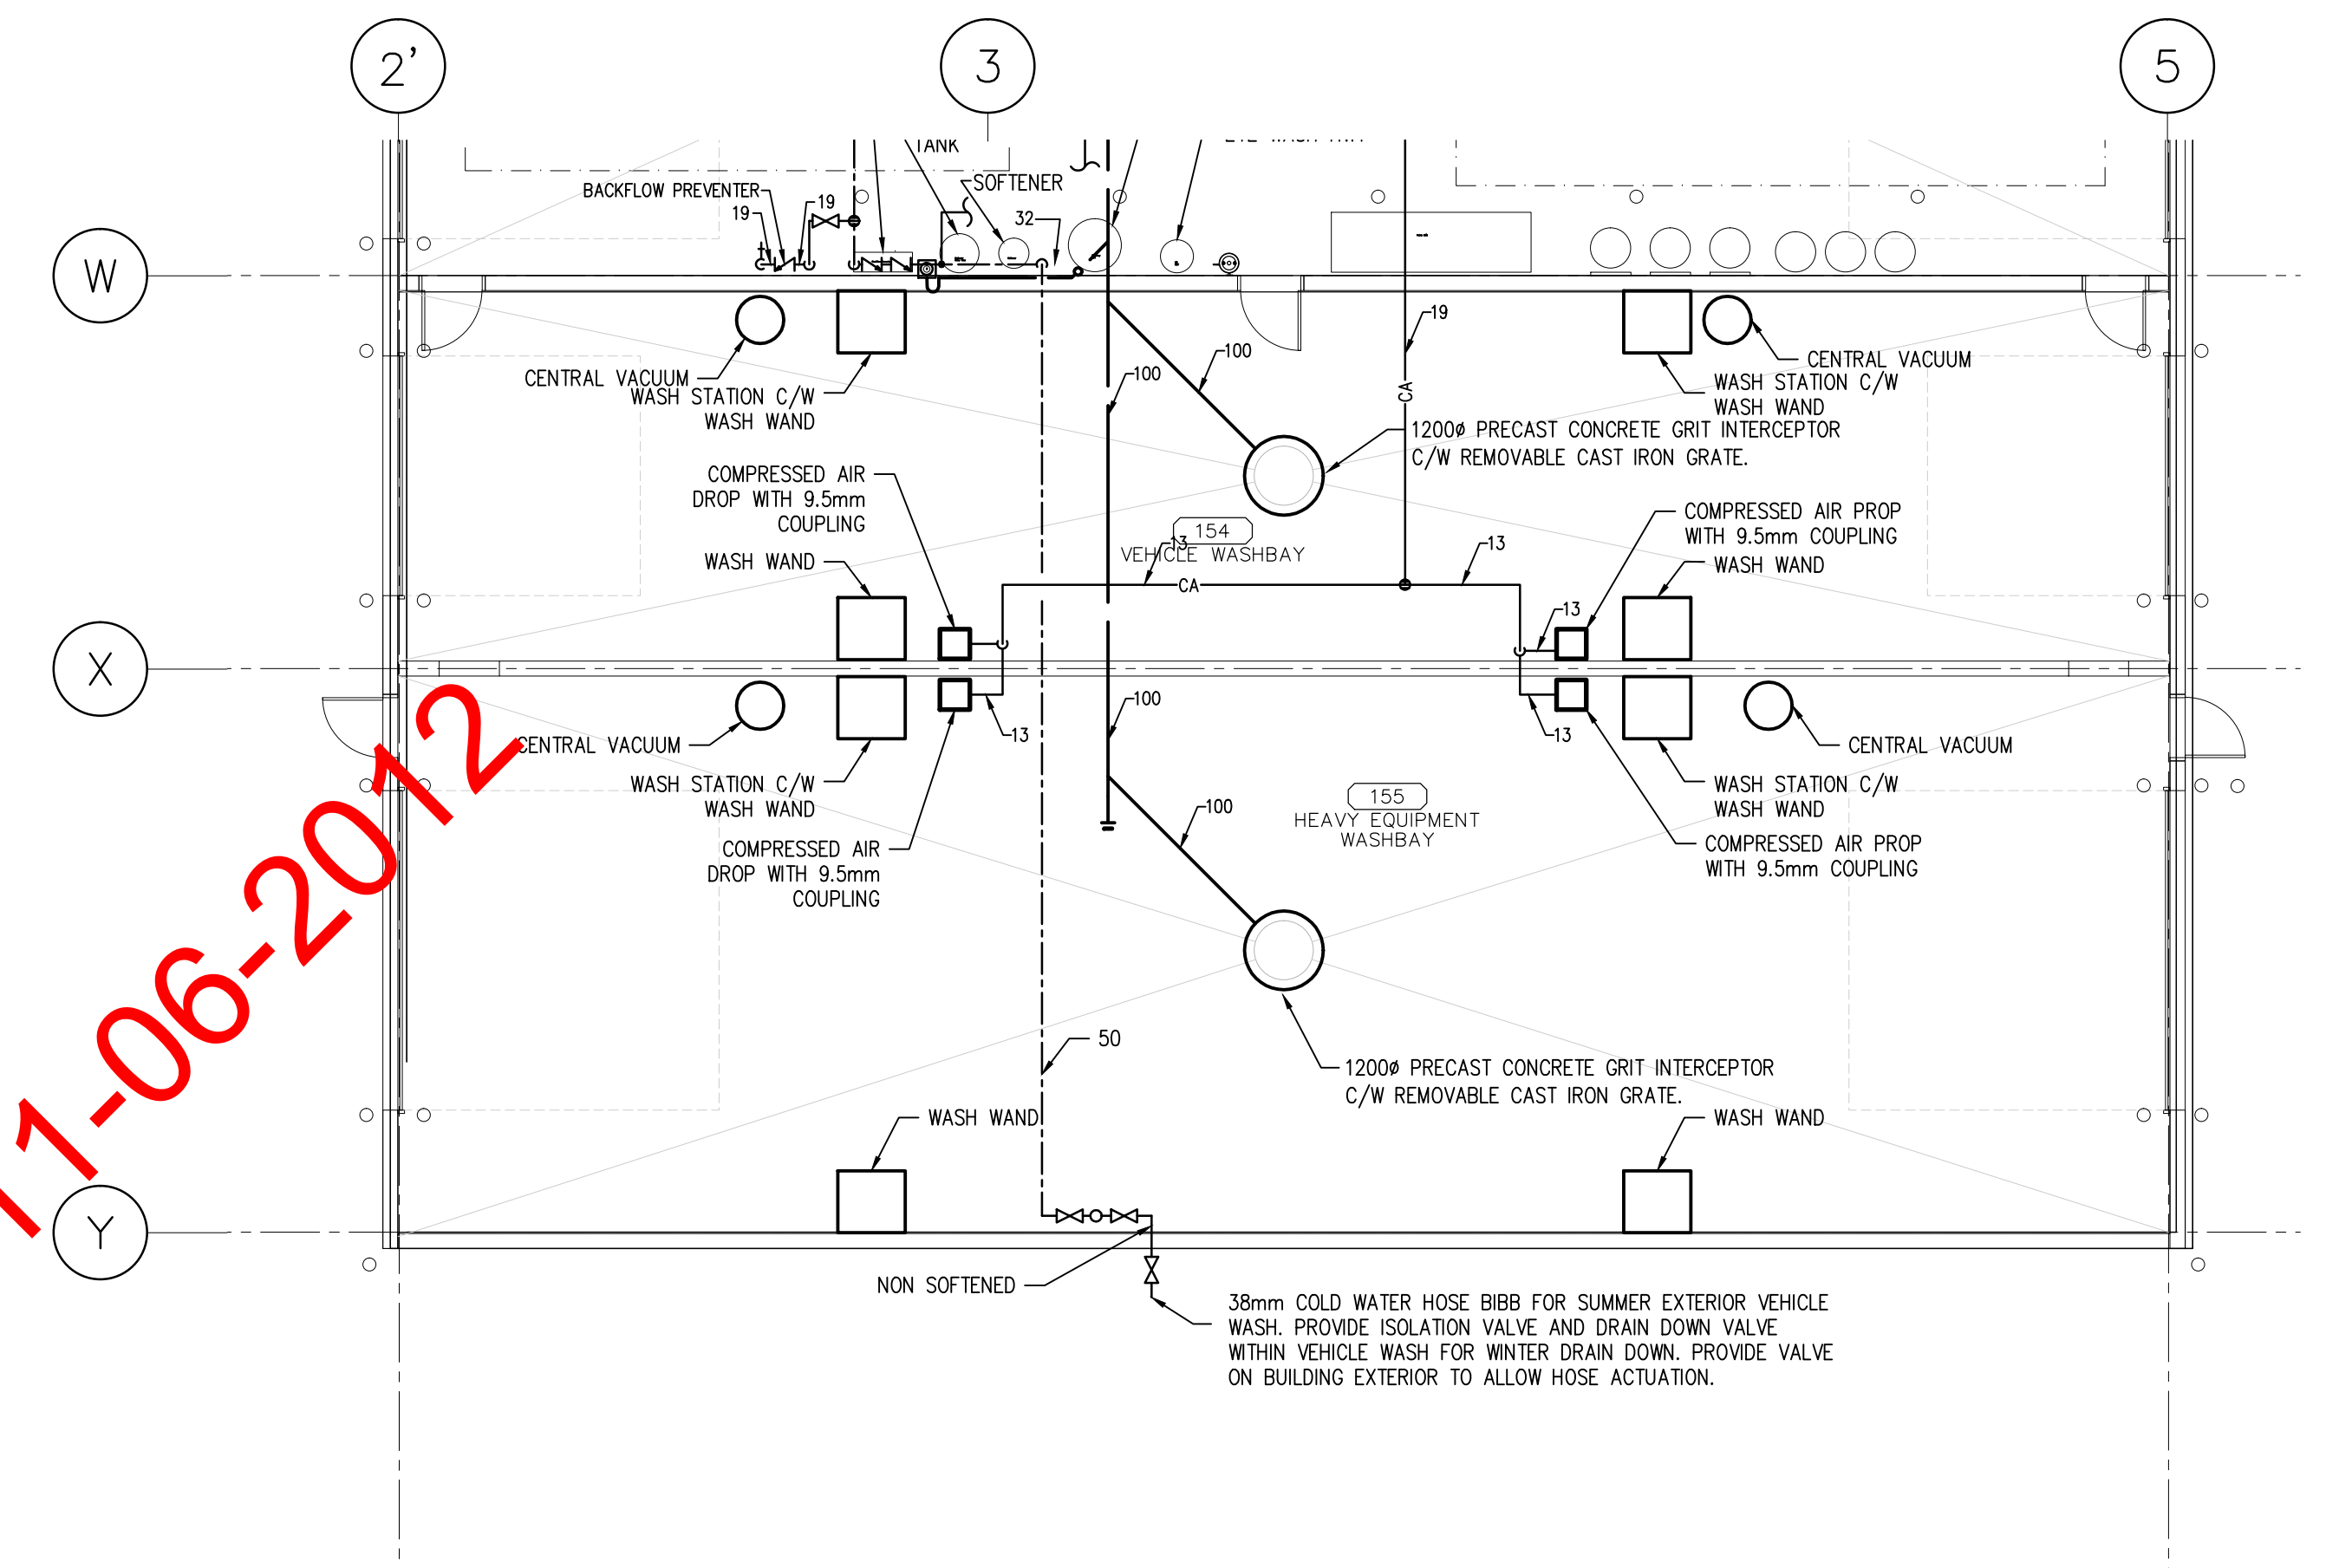 2'
3
5
TANK
BACKFLOW PREVENTER
SOFTENER
19
19
32
W
19
100
100
CENTRAL VACUUM
WASH STATION C/W
WASH WAND
CENTRAL VACUUM
WASH STATION C/W
WASH WAND
CA
1200ø PRECAST CONCRETE GRIT INTERCEPTOR
C/W REMOVABLE CAST IRON GRATE.
COMPRESSED AIR
DROP WITH 9.5mm
COUPLING
COMPRESSED AIR PROP
WITH 9.5mm COUPLING
154
VEHICLE WASHBAY
13
13
WASH WAND
WASH WAND
CA
13
X
100
13
13
CENTRAL VACUUM
CENTRAL VACUUM
WASH STATION C/W
WASH WAND
WASH STATION C/W
WASH WAND
155
HEAVY EQUIPMENT
WASHBAY
100
COMPRESSED AIR
DROP WITH 9.5mm
COUPLING
COMPRESSED AIR PROP
WITH 9.5mm COUPLING
11-06-2012
50
1200ø PRECAST CONCRETE GRIT INTERCEPTOR
C/W REMOVABLE CAST IRON GRATE.
WASH WAND
WASH WAND
Y
NON SOFTENED
38mm COLD WATER HOSE BIBB FOR SUMMER EXTERIOR VEHICLE
WASH. PROVIDE ISOLATION VALVE AND DRAIN DOWN VALVE
WITHIN VEHICLE WASH FOR WINTER DRAIN DOWN. PROVIDE VALVE
ON BUILDING EXTERIOR TO ALLOW HOSE ACTUATION.